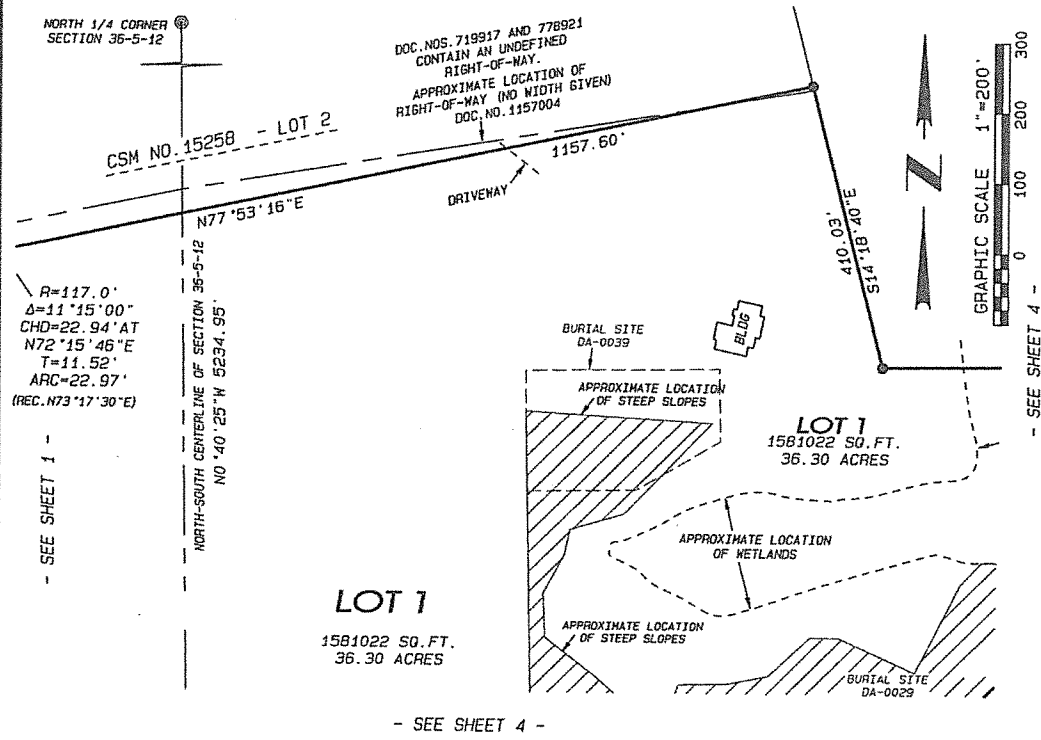 NORTH 1/4 CORNER
SECTION 36-5-12
DOC.NOS.719917 AND 778921
CONTAIN AN UNDEFINED
RIGHT-OF-WAY.
APPROXIMATE LOCATION OF
RIGHT-OF-WAY (NO WIDTH GIVEN)
DOC.NO.1157004
CSM NO.15258 - LOT 2
1157.60'
DRIVEWAY
N77°53'16"E
410.03'
S14°18'40"E
N
GRAPHIC SCALE 1"=200'
0 100 200 300
- SEE SHEET 4 -
R=117.0'
Δ=11°15'00"
CHD=22.94'AT
N72°15'46"E
T=11.52'
ARC=22.97'
(REC.N73°17'30"E)
- SEE SHEET 1 -
NORTH-SOUTH CENTERLINE OF SECTION 36-5-12
N0°40'25"W 5234.95'
BLDG
BURIAL SITE
DA-0039
APPROXIMATE LOCATION
OF STEEP SLOPES
LOT 1
1581022 SQ.FT.
36.30 ACRES
APPROXIMATE LOCATION
OF WETLANDS
LOT 1
1581022 SQ.FT.
36.30 ACRES
APPROXIMATE LOCATION
OF STEEP SLOPES
BURIAL SITE
DA-0029
- SEE SHEET 4 -